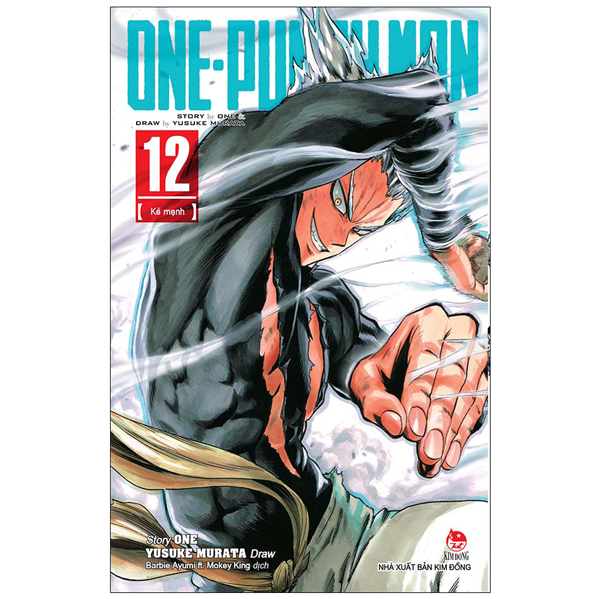 ONE-PUNCH MAN
STORY by ONE &
DRAW by YUSUKE MURATA
12
[ Kẻ mạnh ]
Story ONE
YUSUKE MURATA Draw
Barbie Ayumi ft. Mokey King dịch
KIM ĐỒNG
NHÀ XUẤT BẢN KIM ĐỒNG